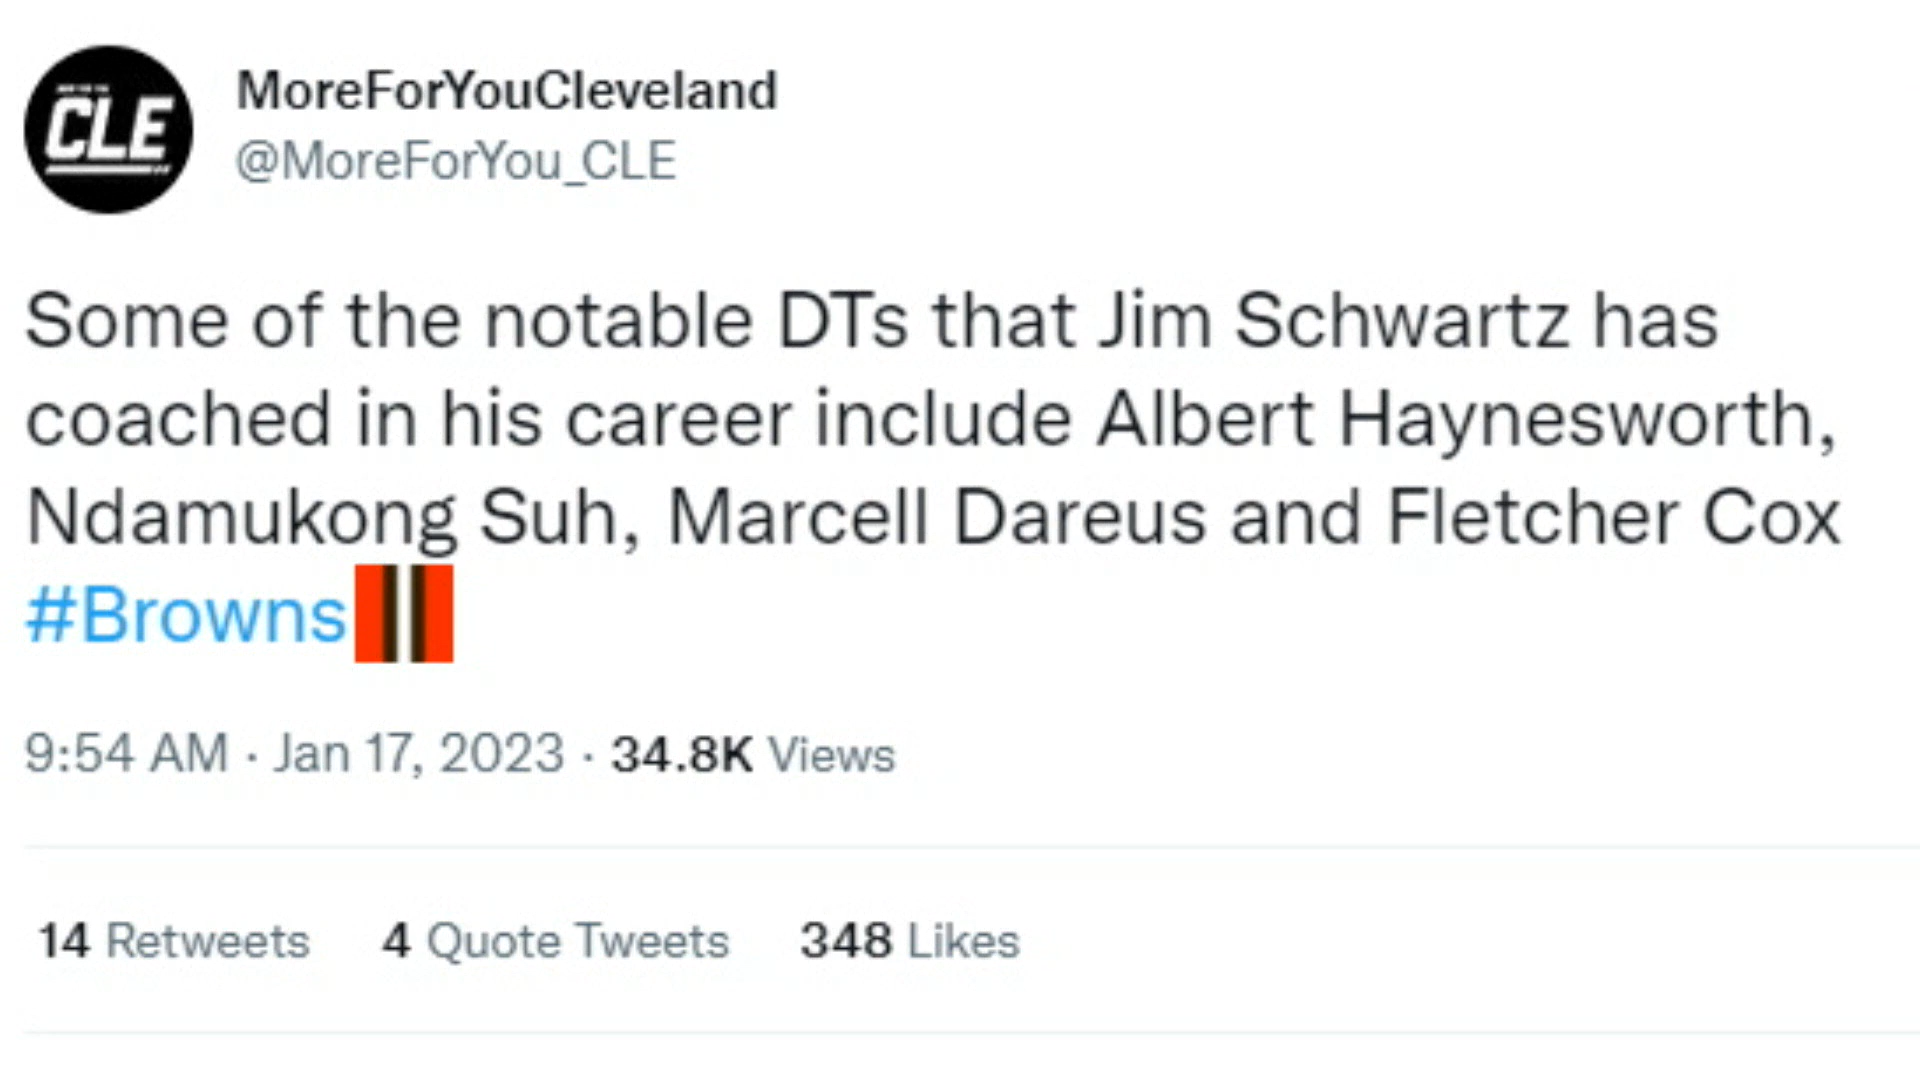 CLE
MoreForYouCleveland
@MoreForYou_CLE
Some of the notable DTs that Jim Schwartz has
coached in his career include Albert Haynesworth,
Ndamukong Suh, Marcell Dareus and Fletcher Cox
#Browns
9:54 AM · Jan 17, 2023 · 34.8K Views
14 Retweets 4 Quote Tweets 348 Likes